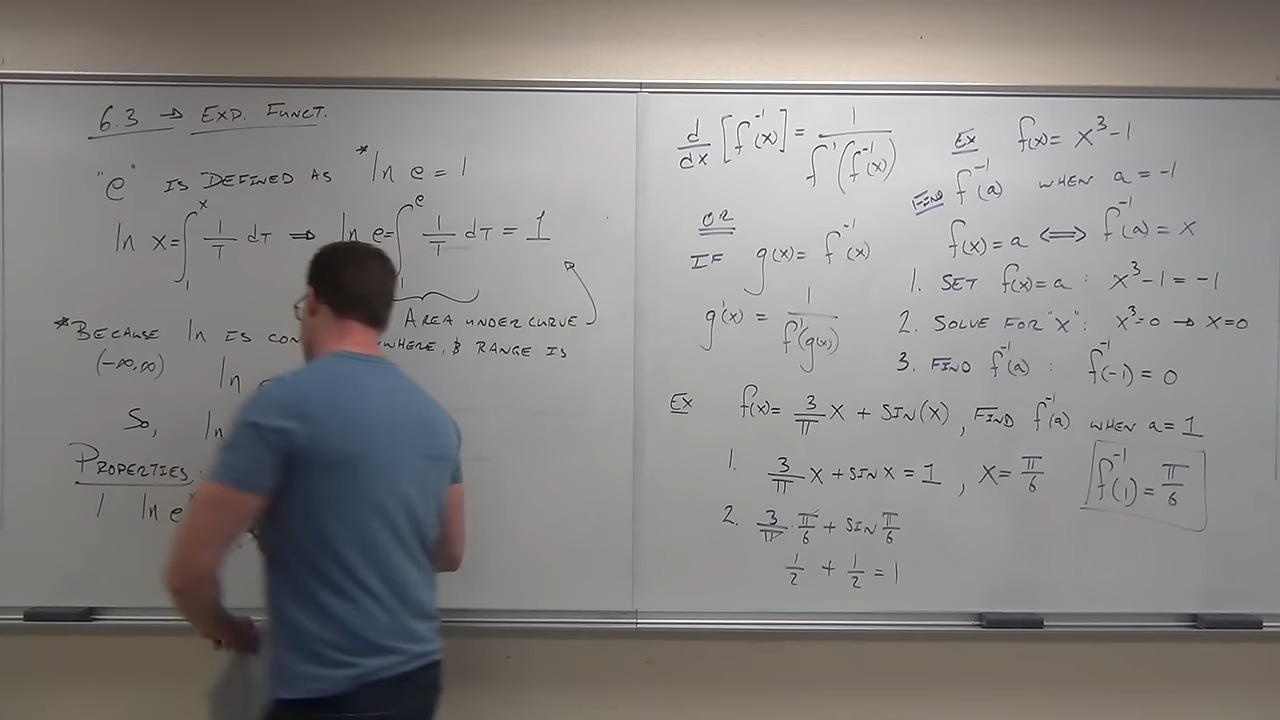 6.3 → EXP. FUNCT.
"e" IS DEFINED AS *ln e = 1
ln x = ∫₁ˣ 1/T dT ⇒ ln e = ∫₁ᵉ 1/T dT = 1
AREA UNDER CURVE
*BECAUSE ln IS WHERE, & RANGE IS
(-∞,∞) ln
So, ln
PROPERTIES:
1 ln e
d/dx [f⁻¹(x)] = 1/f'(f⁻¹(x))
OR
IF g(x) = f⁻¹(x)
g'(x) = 1/f'(g(x))
EX f(x) = x³-1
FIND f⁻¹(a) WHEN a = -1
f(x) = a ⟺ f⁻¹(a) = x
1. SET f(x) = a : x³-1 = -1
2. SOLVE FOR "x" : x³=0 → x=0
3. FIND f⁻¹(a) : f⁻¹(-1) = 0
EX f(x) = 3/π x + SIN(x), FIND f⁻¹(a) WHEN a = 1
1. 3/π x + SIN x = 1, x = π/6 f⁻¹(1) = π/6
2. 3/π · π/6 + SIN π/6
1/2 + 1/2 = 1